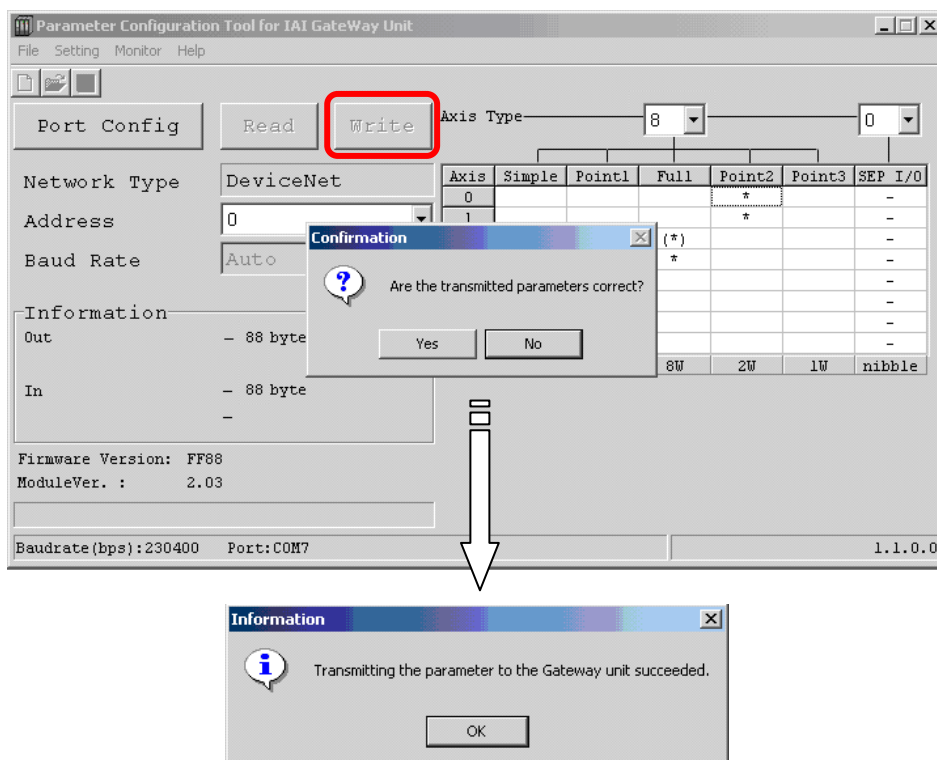 Parameter Configuration Tool for IAI GateWay Unit
File Setting Monitor Help
Port Config Read Write Axis Type 8 0
Network Type DeviceNet
Address 0
Baud Rate Auto
Axis Simple Point1 Full Point2 Point3 SEP I/O
0 * -
1 * -
(*) -
* -
-
-
-
-
8W 2W 1W nibble
Confirmation
Are the transmitted parameters correct?
Yes No
Information
Out - 88 byte
In - 88 byte
-
Firmware Version: FF88
ModuleVer. : 2.03
Baudrate(bps):230400 Port:COM7 1.1.0.0
Information
Transmitting the parameter to the Gateway unit succeeded.
OK